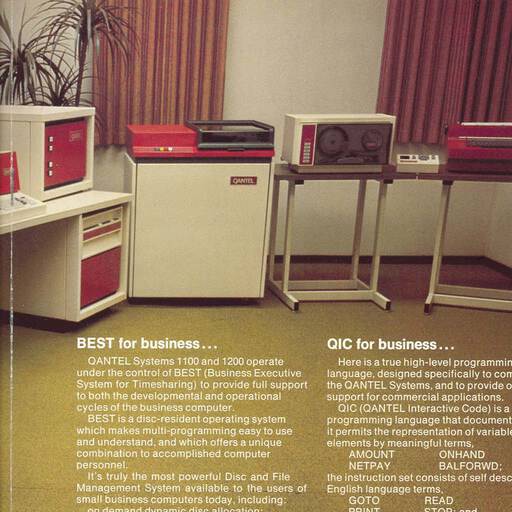 QANTEL
BEST for business...
QANTEL Systems 1100 and 1200 operate
under the control of BEST (Business Executive
System for Timesharing) to provide full support
to both the developmental and operational
cycles of the business computer.
BEST is a disc-resident operating system
which makes multi-programming easy to use
and understand, and which offers a unique
combination to accomplished computer
personnel.
It's truly the most powerful Disc and File
Management System available to the users of
small business computers today, including:
on demand dynamic disc allocation;
QIC for business...
Here is a true high-level programmin
language, designed specifically to com
the QANTEL Systems, and to provide o
support for commercial applications.
QIC (QANTEL Interactive Code) is a
programming language that document
it permits the representation of variable
elements by meaningful terms,
AMOUNT ONHAND
NETPAY BALFORWD;
the instruction set consists of self desc
English language terms,
GOTO READ
PRINT STOP; and